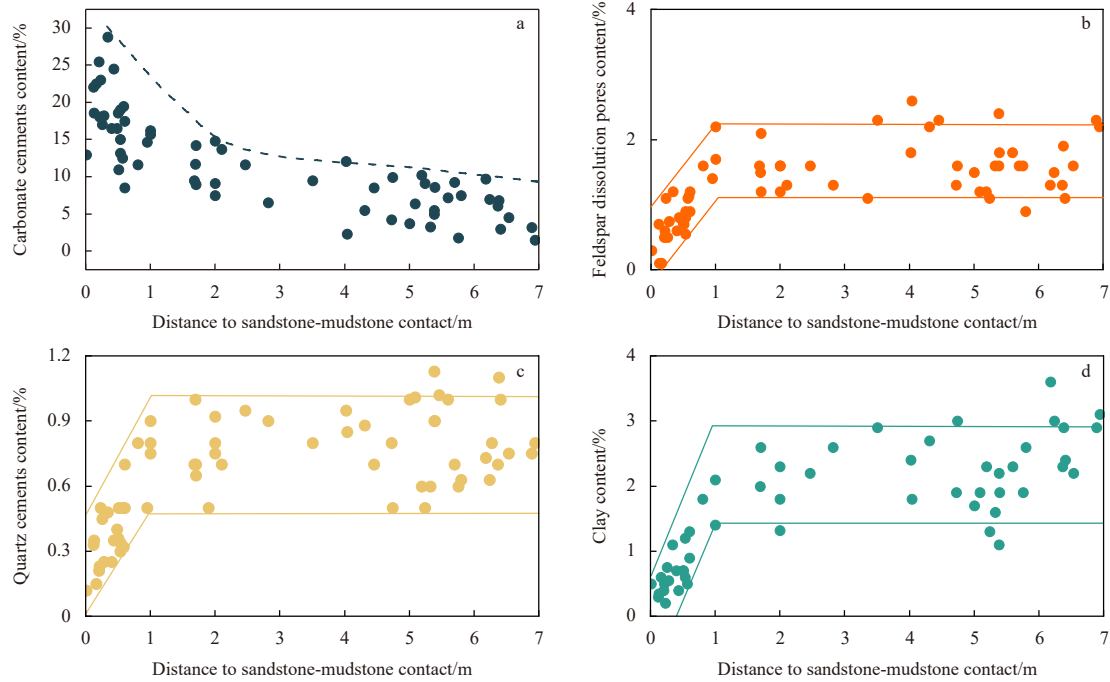 a
Carbonate cenments content/%
30
25
20
15
10
5
0
0 1 2 3 4 5 6 7
Distance to sandstone-mudstone contact/m
b
Feldspar dissolution pores content/%
4
2
0
0 1 2 3 4 5 6 7
Distance to sandstone-mudstone contact/m
c
Quartz cements content/%
1.2
0.9
0.6
0.3
0
0 1 2 3 4 5 6 7
Distance to sandstone-mudstone contact/m
d
Clay content/%
4
3
2
1
0
0 1 2 3 4 5 6 7
Distance to sandstone-mudstone contact/m